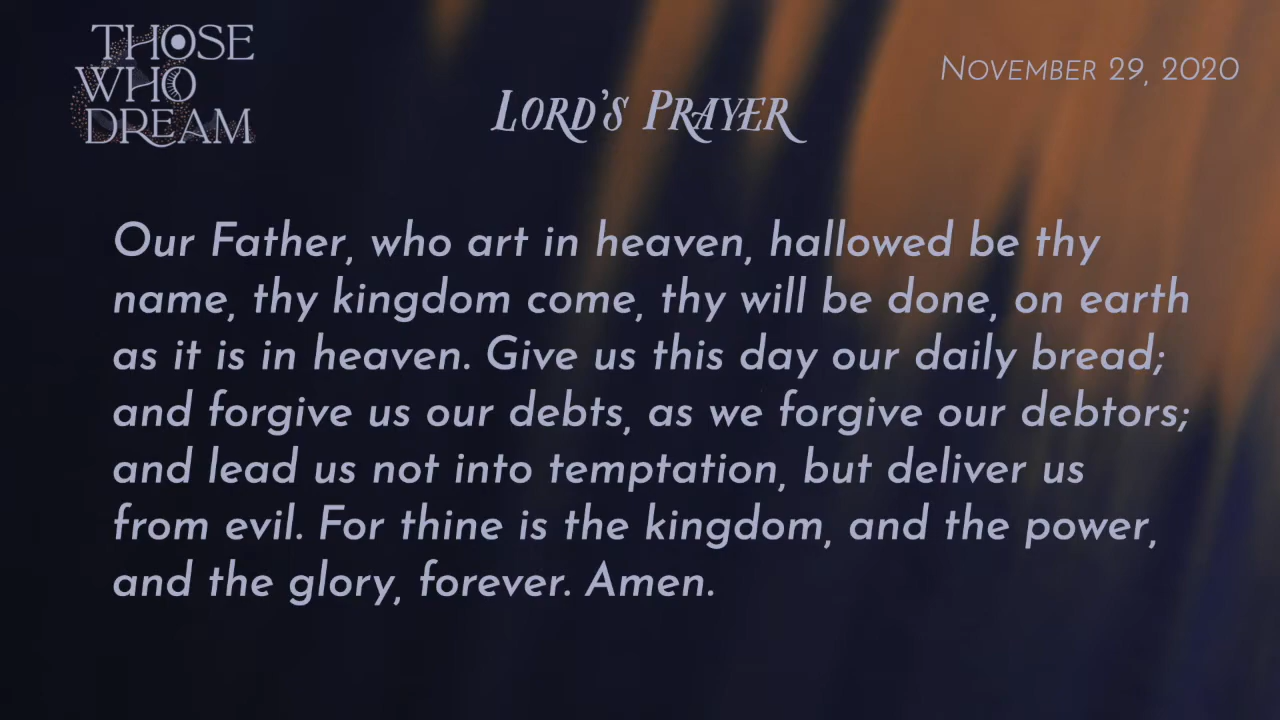 THOSE
WHO
DREAM
NOVEMBER 29, 2020
LORD'S PRAYER
Our Father, who art in heaven, hallowed be thy
name, thy kingdom come, thy will be done, on earth
as it is in heaven. Give us this day our daily bread;
and forgive us our debts, as we forgive our debtors;
and lead us not into temptation, but deliver us
from evil. For thine is the kingdom, and the power,
and the glory, forever. Amen.